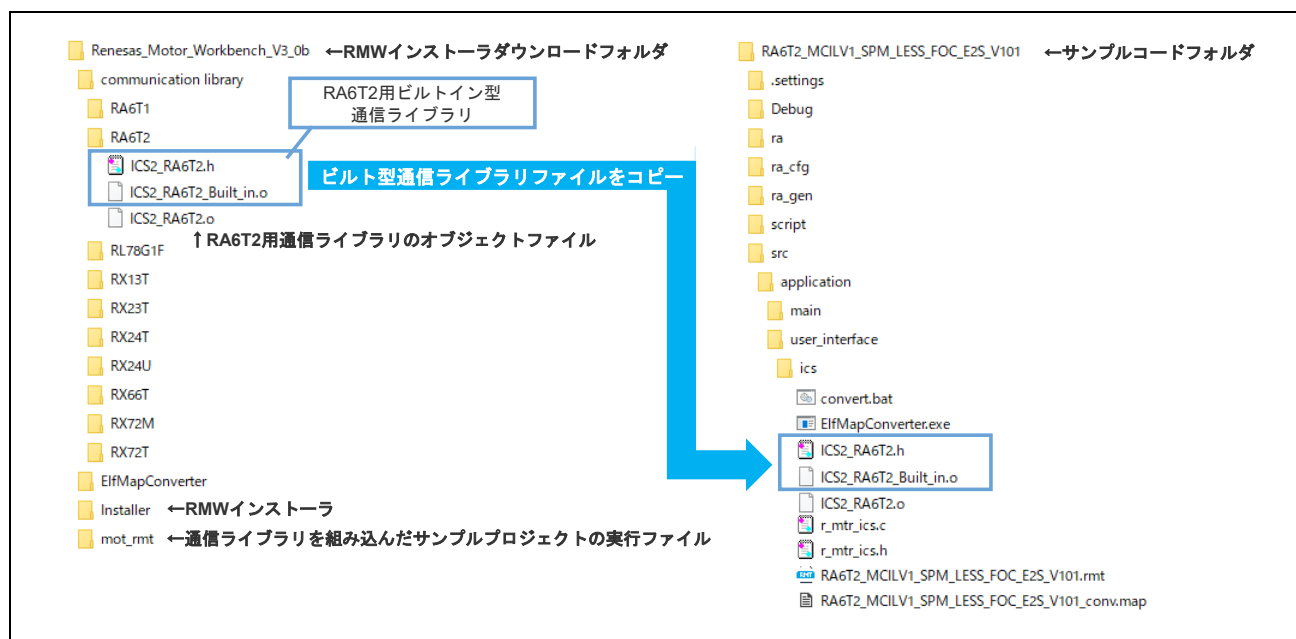 Renesas_Motor_Workbench_V3_0b ←RMWインストーラダウンロードフォルダ
communication library
RA6T1
RA6T2用ビルトイン型
通信ライブラリ
RA6T2
ICS2_RA6T2.h
ICS2_RA6T2_Built_in.o
ICS2_RA6T2.o
↑RA6T2用通信ライブラリのオブジェクトファイル
RL78G1F
RX13T
RX23T
RX24T
RX24U
RX66T
RX72M
RX72T
ElfMapConverter
Installer ←RMWインストーラ
mot_rmt ←通信ライブラリを組み込んだサンプルプロジェクトの実行ファイル
ビルト型通信ライブラリファイルをコピー
RA6T2_MCILV1_SPM_LESS_FOC_E2S_V101 ←サンプルコードフォルダ
.settings
Debug
ra
ra_cfg
ra_gen
script
src
application
main
user_interface
ics
convert.bat
ElfMapConverter.exe
ICS2_RA6T2.h
ICS2_RA6T2_Built_in.o
ICS2_RA6T2.o
r_mtr_ics.c
r_mtr_ics.h
RMT RA6T2_MCILV1_SPM_LESS_FOC_E2S_V101.rmt
RA6T2_MCILV1_SPM_LESS_FOC_E2S_V101_conv.map